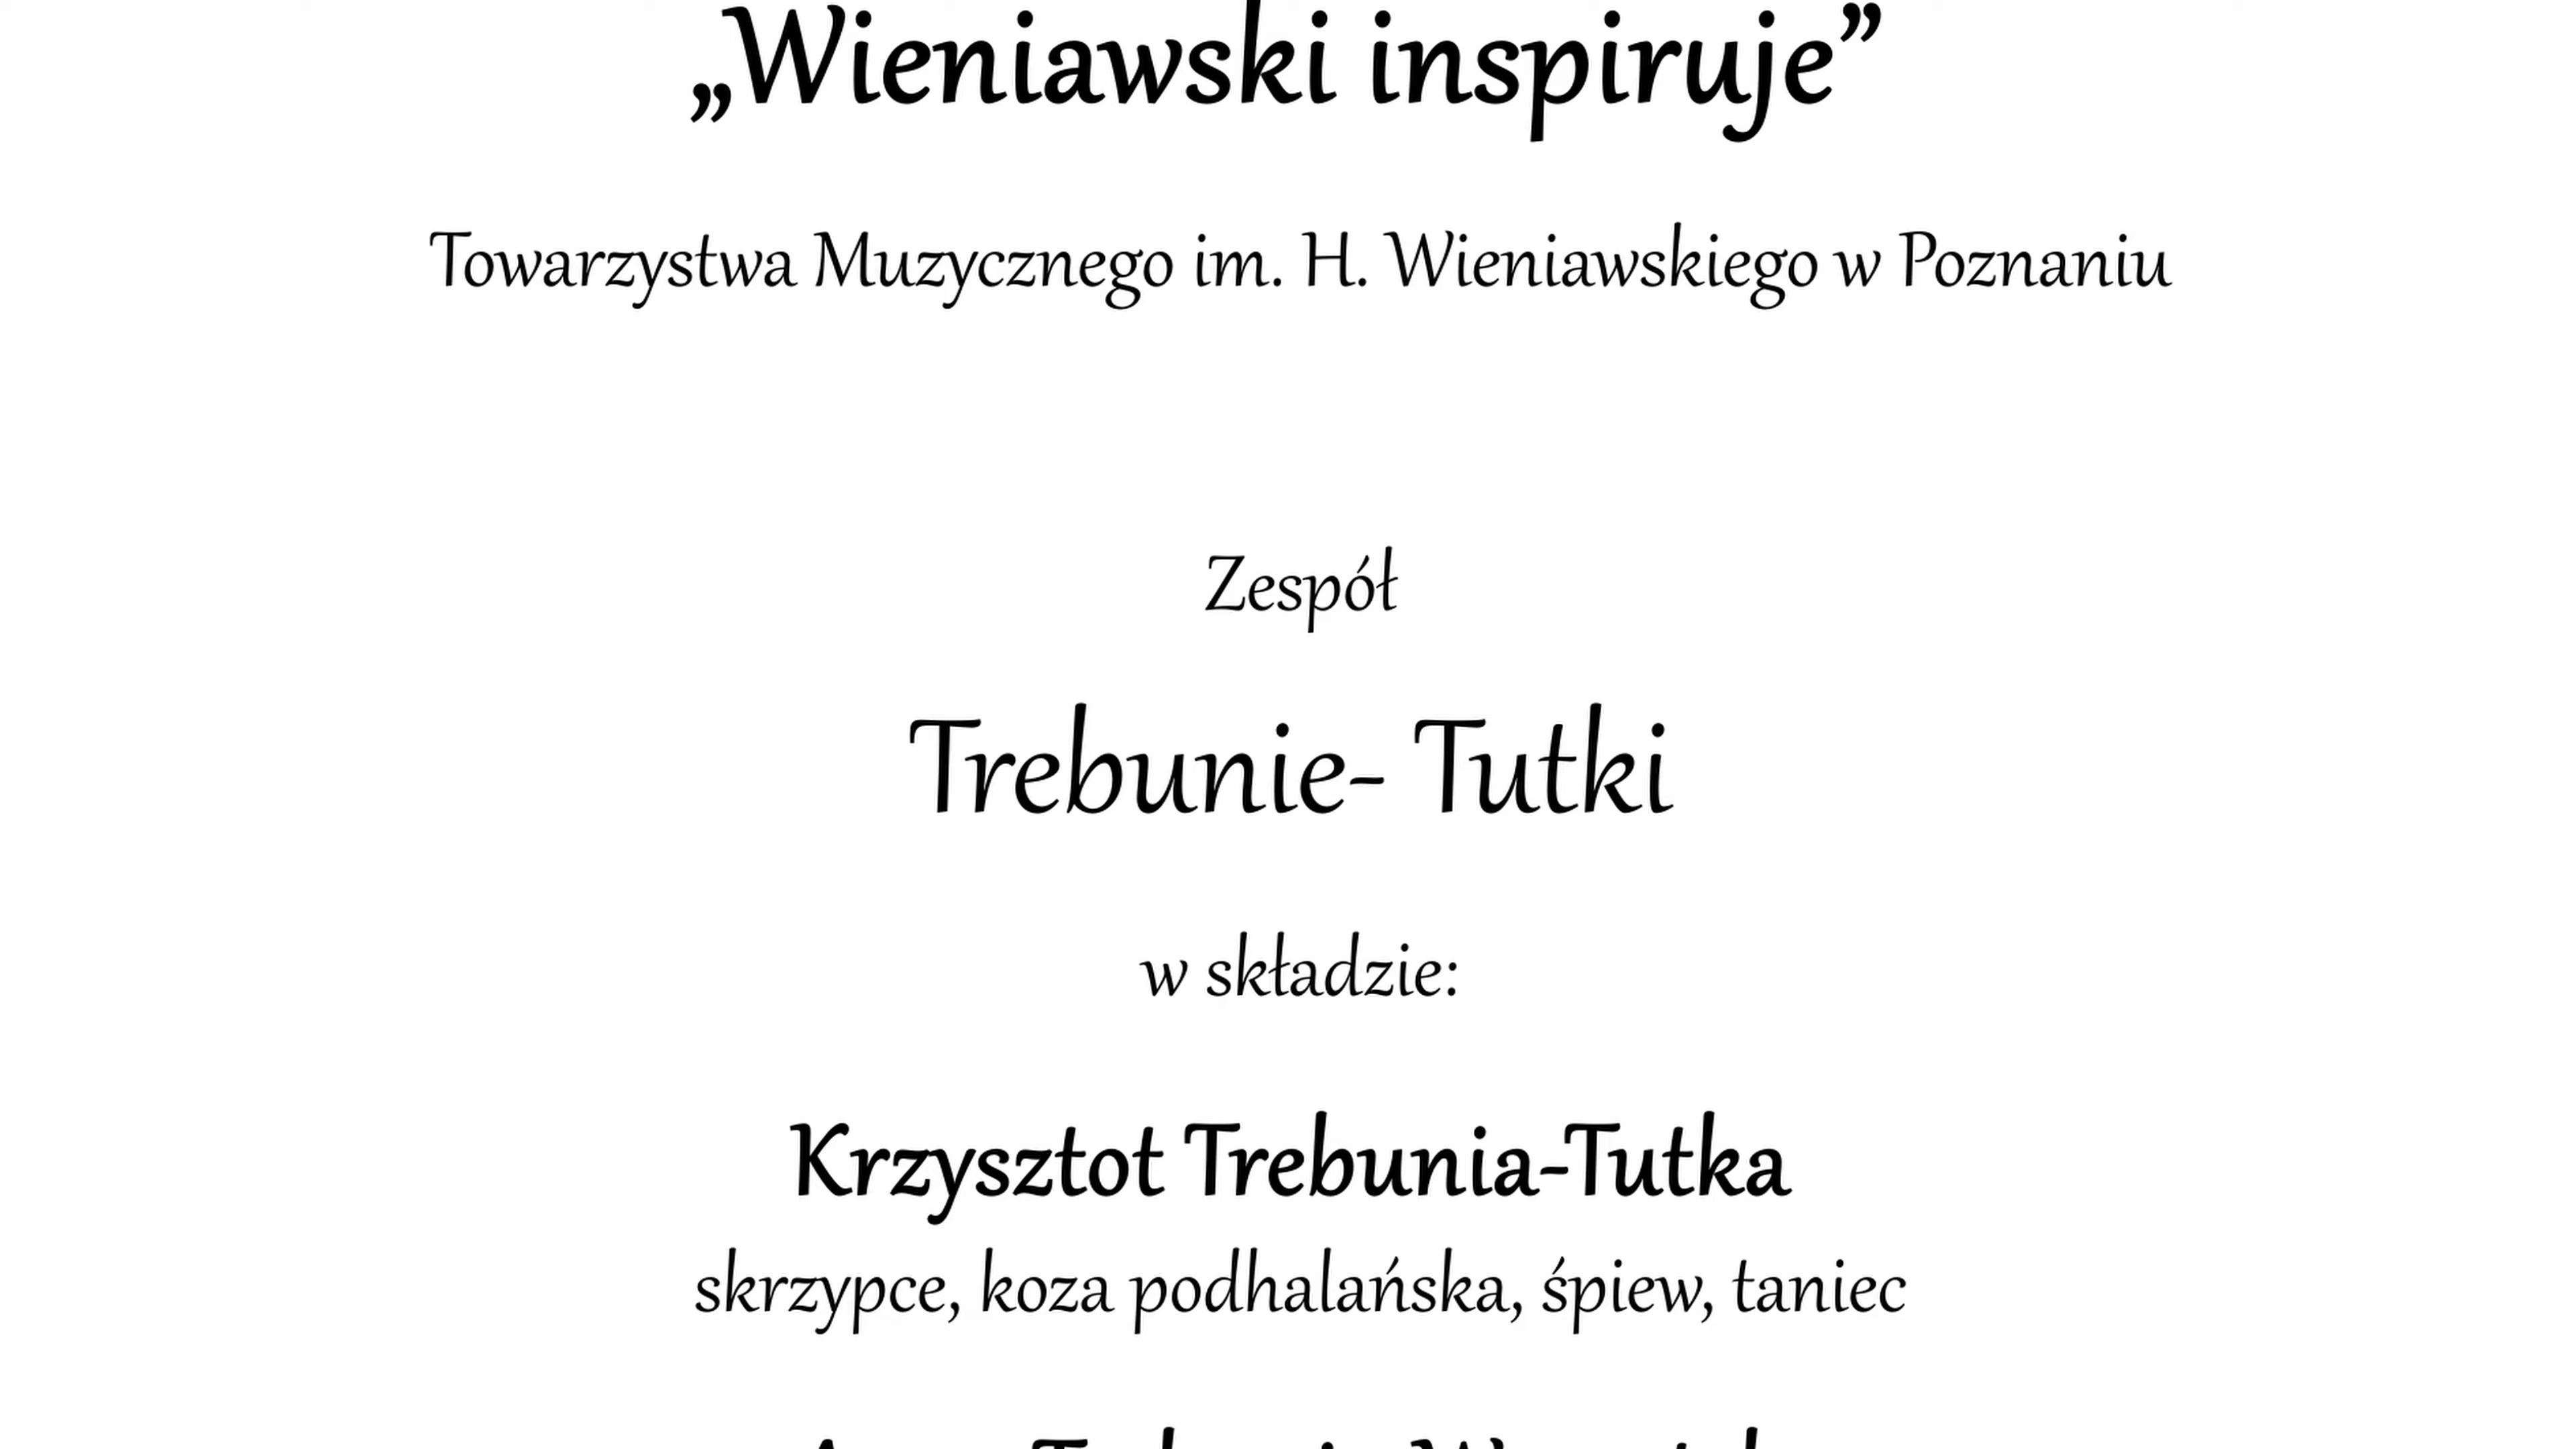 „Wieniawski inspiruje”
Towarzystwa Muzycznego im. H. Wieniawskiego w Poznaniu
Zespół
Trebunie- Tutki
w składzie:
Krzysztot Trebunia-Tutka
skrzypce, koza podhalańska, śpiew, taniec